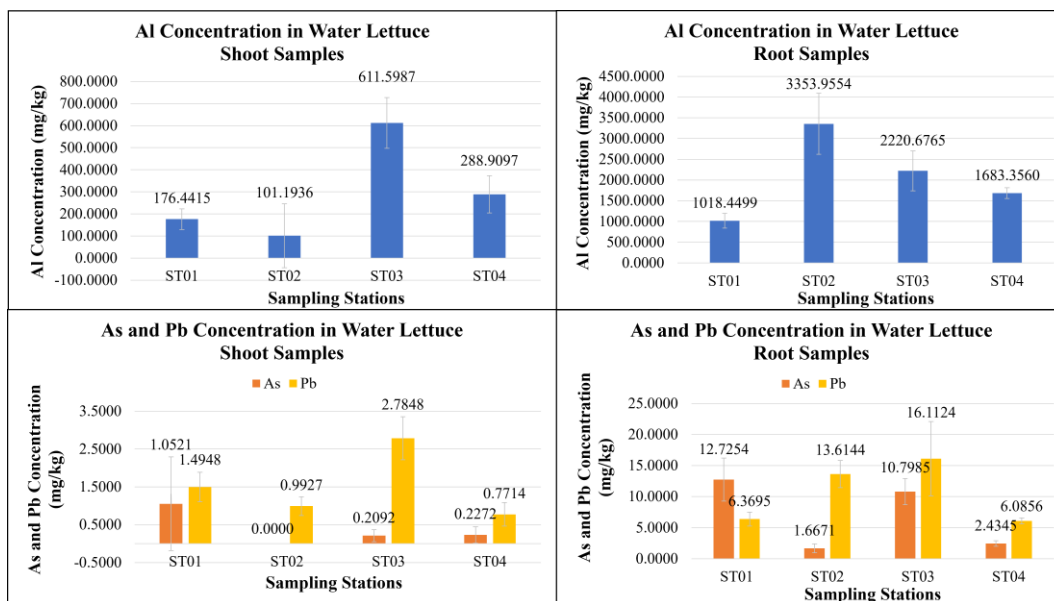 Al Concentration in Water Lettuce
Shoot Samples
Al Concentration (mg/kg)
800.0000
700.0000
600.0000
500.0000
400.0000
300.0000
200.0000
100.0000
0.0000
-100.0000
176.4415
101.1936
611.5987
288.9097
ST01
ST02
ST03
ST04
Sampling Stations
Al Concentration in Water Lettuce
Root Samples
Al Concentration (mg/kg)
4500.0000
4000.0000
3500.0000
3000.0000
2500.0000
2000.0000
1500.0000
1000.0000
500.0000
0.0000
1018.4499
3353.9554
2220.6765
1683.3560
ST01
ST02
ST03
ST04
Sampling Stations
As and Pb Concentration in Water Lettuce
Shoot Samples
As
Pb
As and Pb Concentration
(mg/kg)
3.5000
2.5000
1.5000
0.5000
-0.5000
1.0521
1.4948
0.0000
0.9927
0.2092
2.7848
0.2272
0.7714
ST01
ST02
ST03
ST04
Sampling Stations
As and Pb Concentration in Water Lettuce
Root Samples
As
Pb
As and Pb Concentration
(mg/kg)
25.0000
20.0000
15.0000
10.0000
5.0000
0.0000
12.7254
6.3695
1.6671
13.6144
10.7985
16.1124
2.4345
6.0856
ST01
ST02
ST03
ST04
Sampling Stations